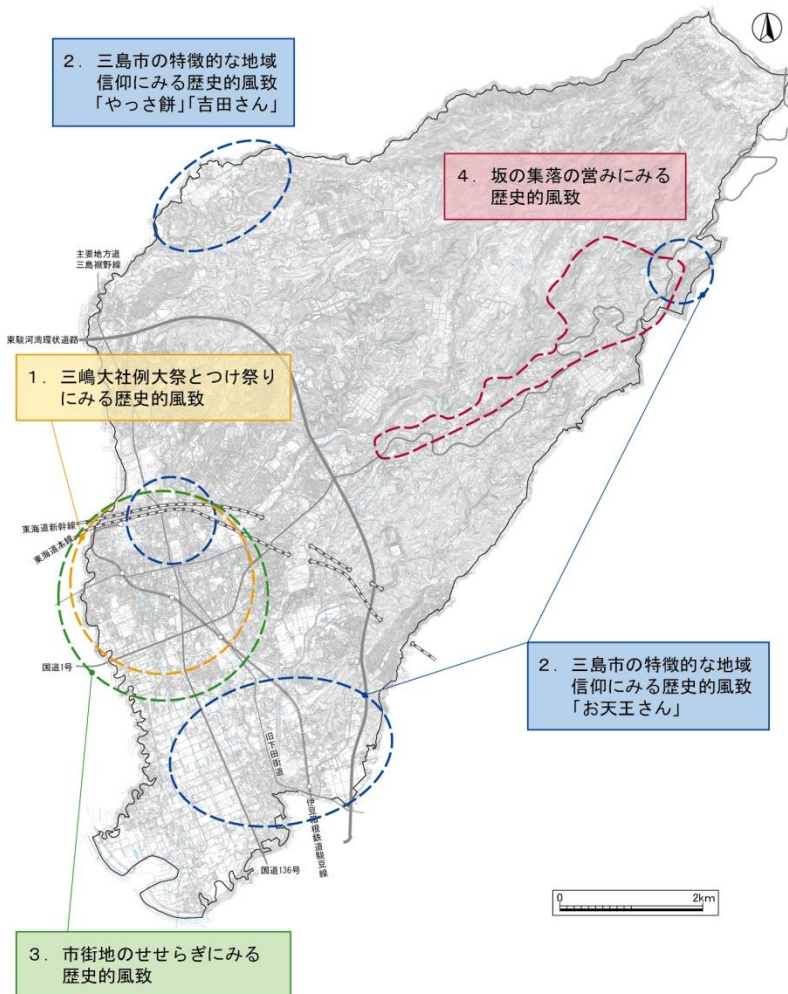 2. 三島市の特徴的な地域
信仰にみる歴史的風致
「やっさ餅」「吉田さん」
4. 坂の集落の営みにみる
歴史的風致
主要地方道
三島裾野線
東駿河湾環状道路
1. 三嶋大社例大祭とつけ祭り
にみる歴史的風致
東海道新幹線
東海道本線
国道1号
2. 三島市の特徴的な地域
信仰にみる歴史的風致
「お天王さん」
旧下田街道
伊豆箱根鉄道駿豆線
国道136号
0 2km
3. 市街地のせせらぎにみる
歴史的風致